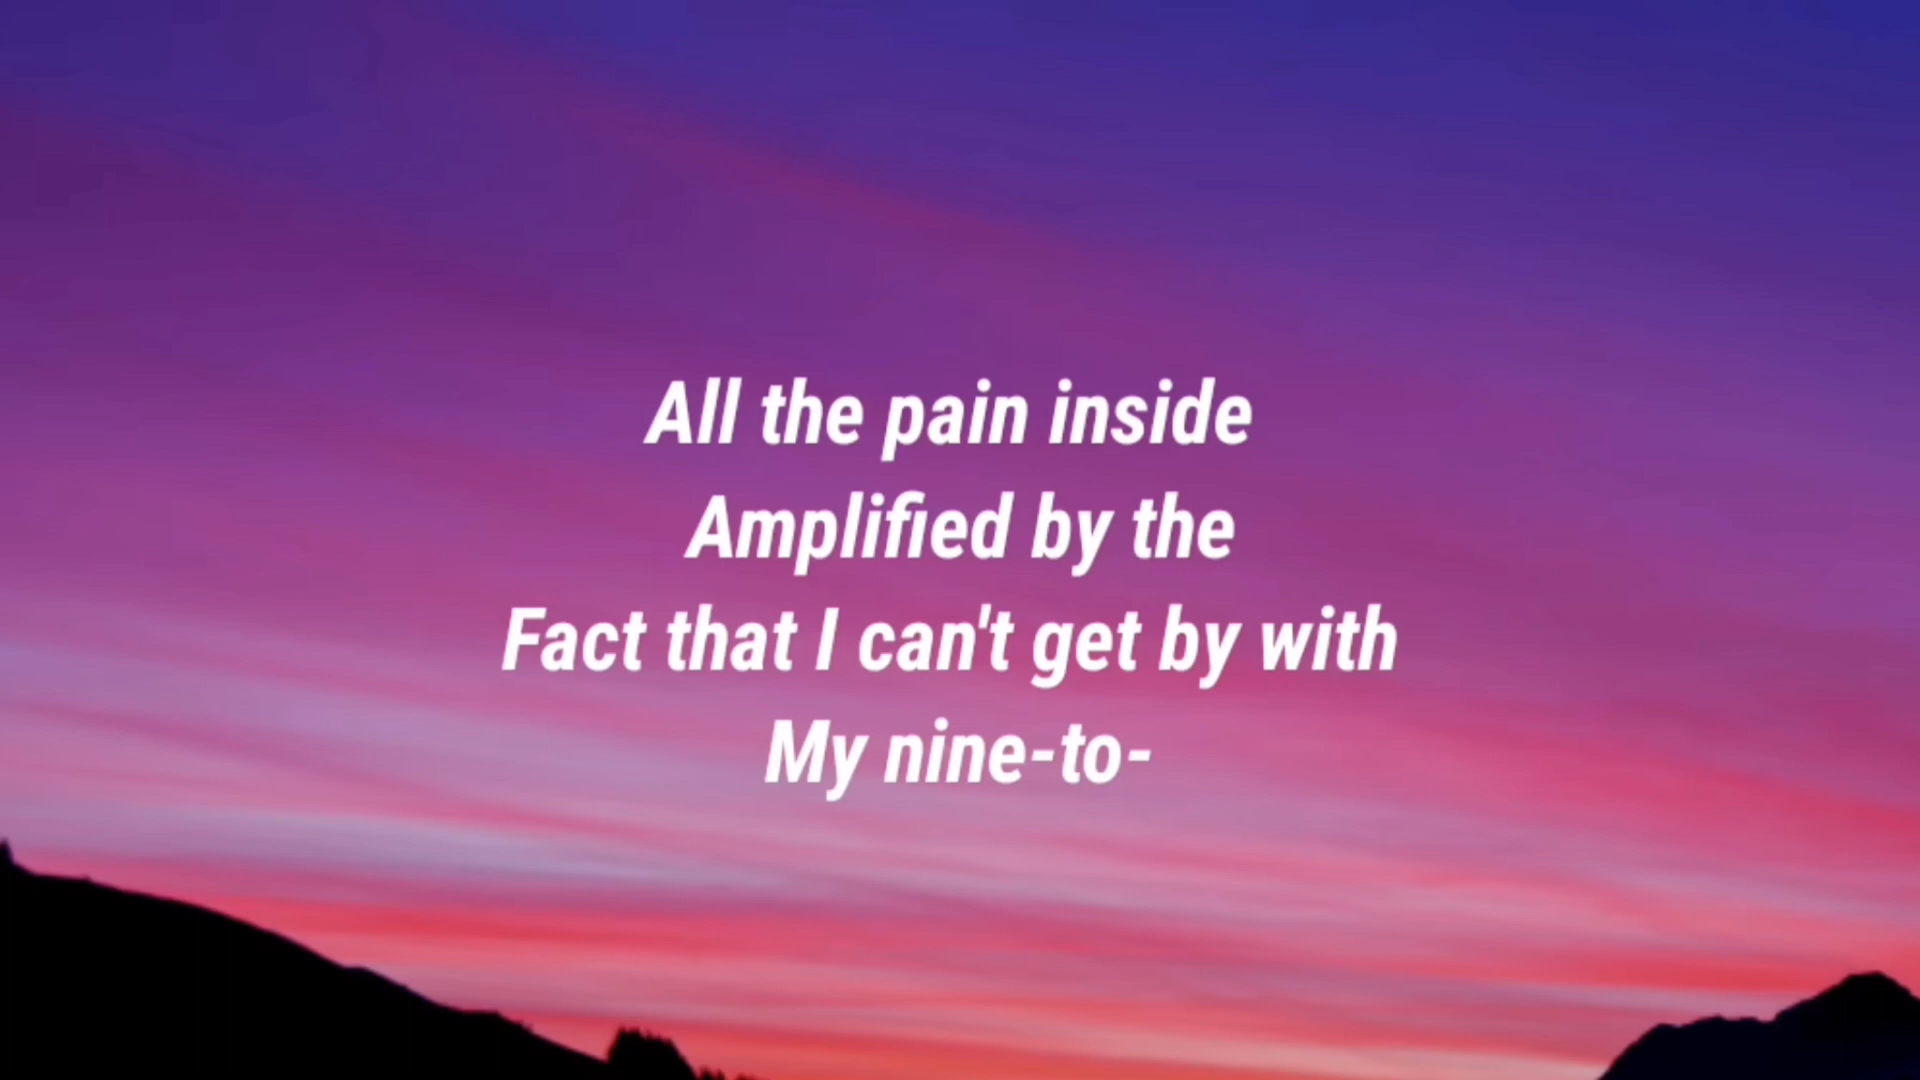 All the pain inside
Amplified by the
Fact that I can't get by with
My nine-to-